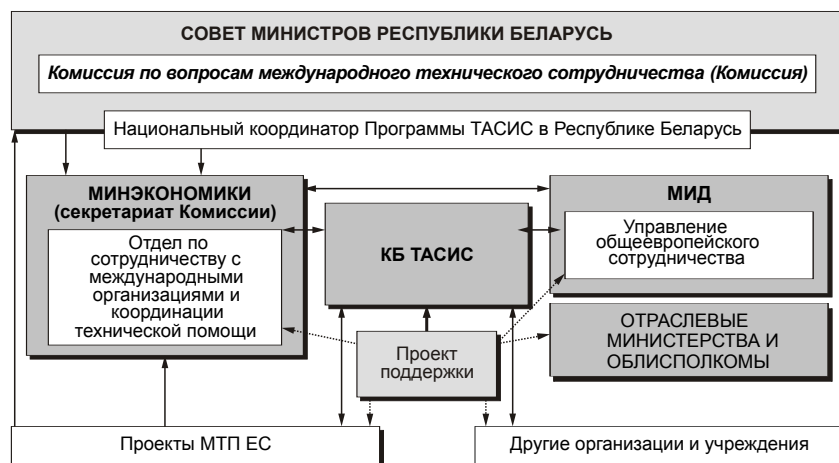 СОВЕТ МИНИСТРОВ РЕСПУБЛИКИ БЕЛАРУСЬ
Комиссия по вопросам международного технического сотрудничества (Комиссия)
Национальный координатор Программы ТАСИС в Республике Беларусь
МИНЭКОНОМИКИ
(секретариат Комиссии)
Отдел по
сотрудничеству с
международными
организациями и
координации
технической помощи
КБ ТАСИС
МИД
Управление
общеевропейского
сотрудничества
ОТРАСЛЕВЫЕ
МИНИСТЕРСТВА И
ОБЛИСПОЛКОМЫ
Проект
поддержки
Проекты МТП ЕС
Другие организации и учреждения